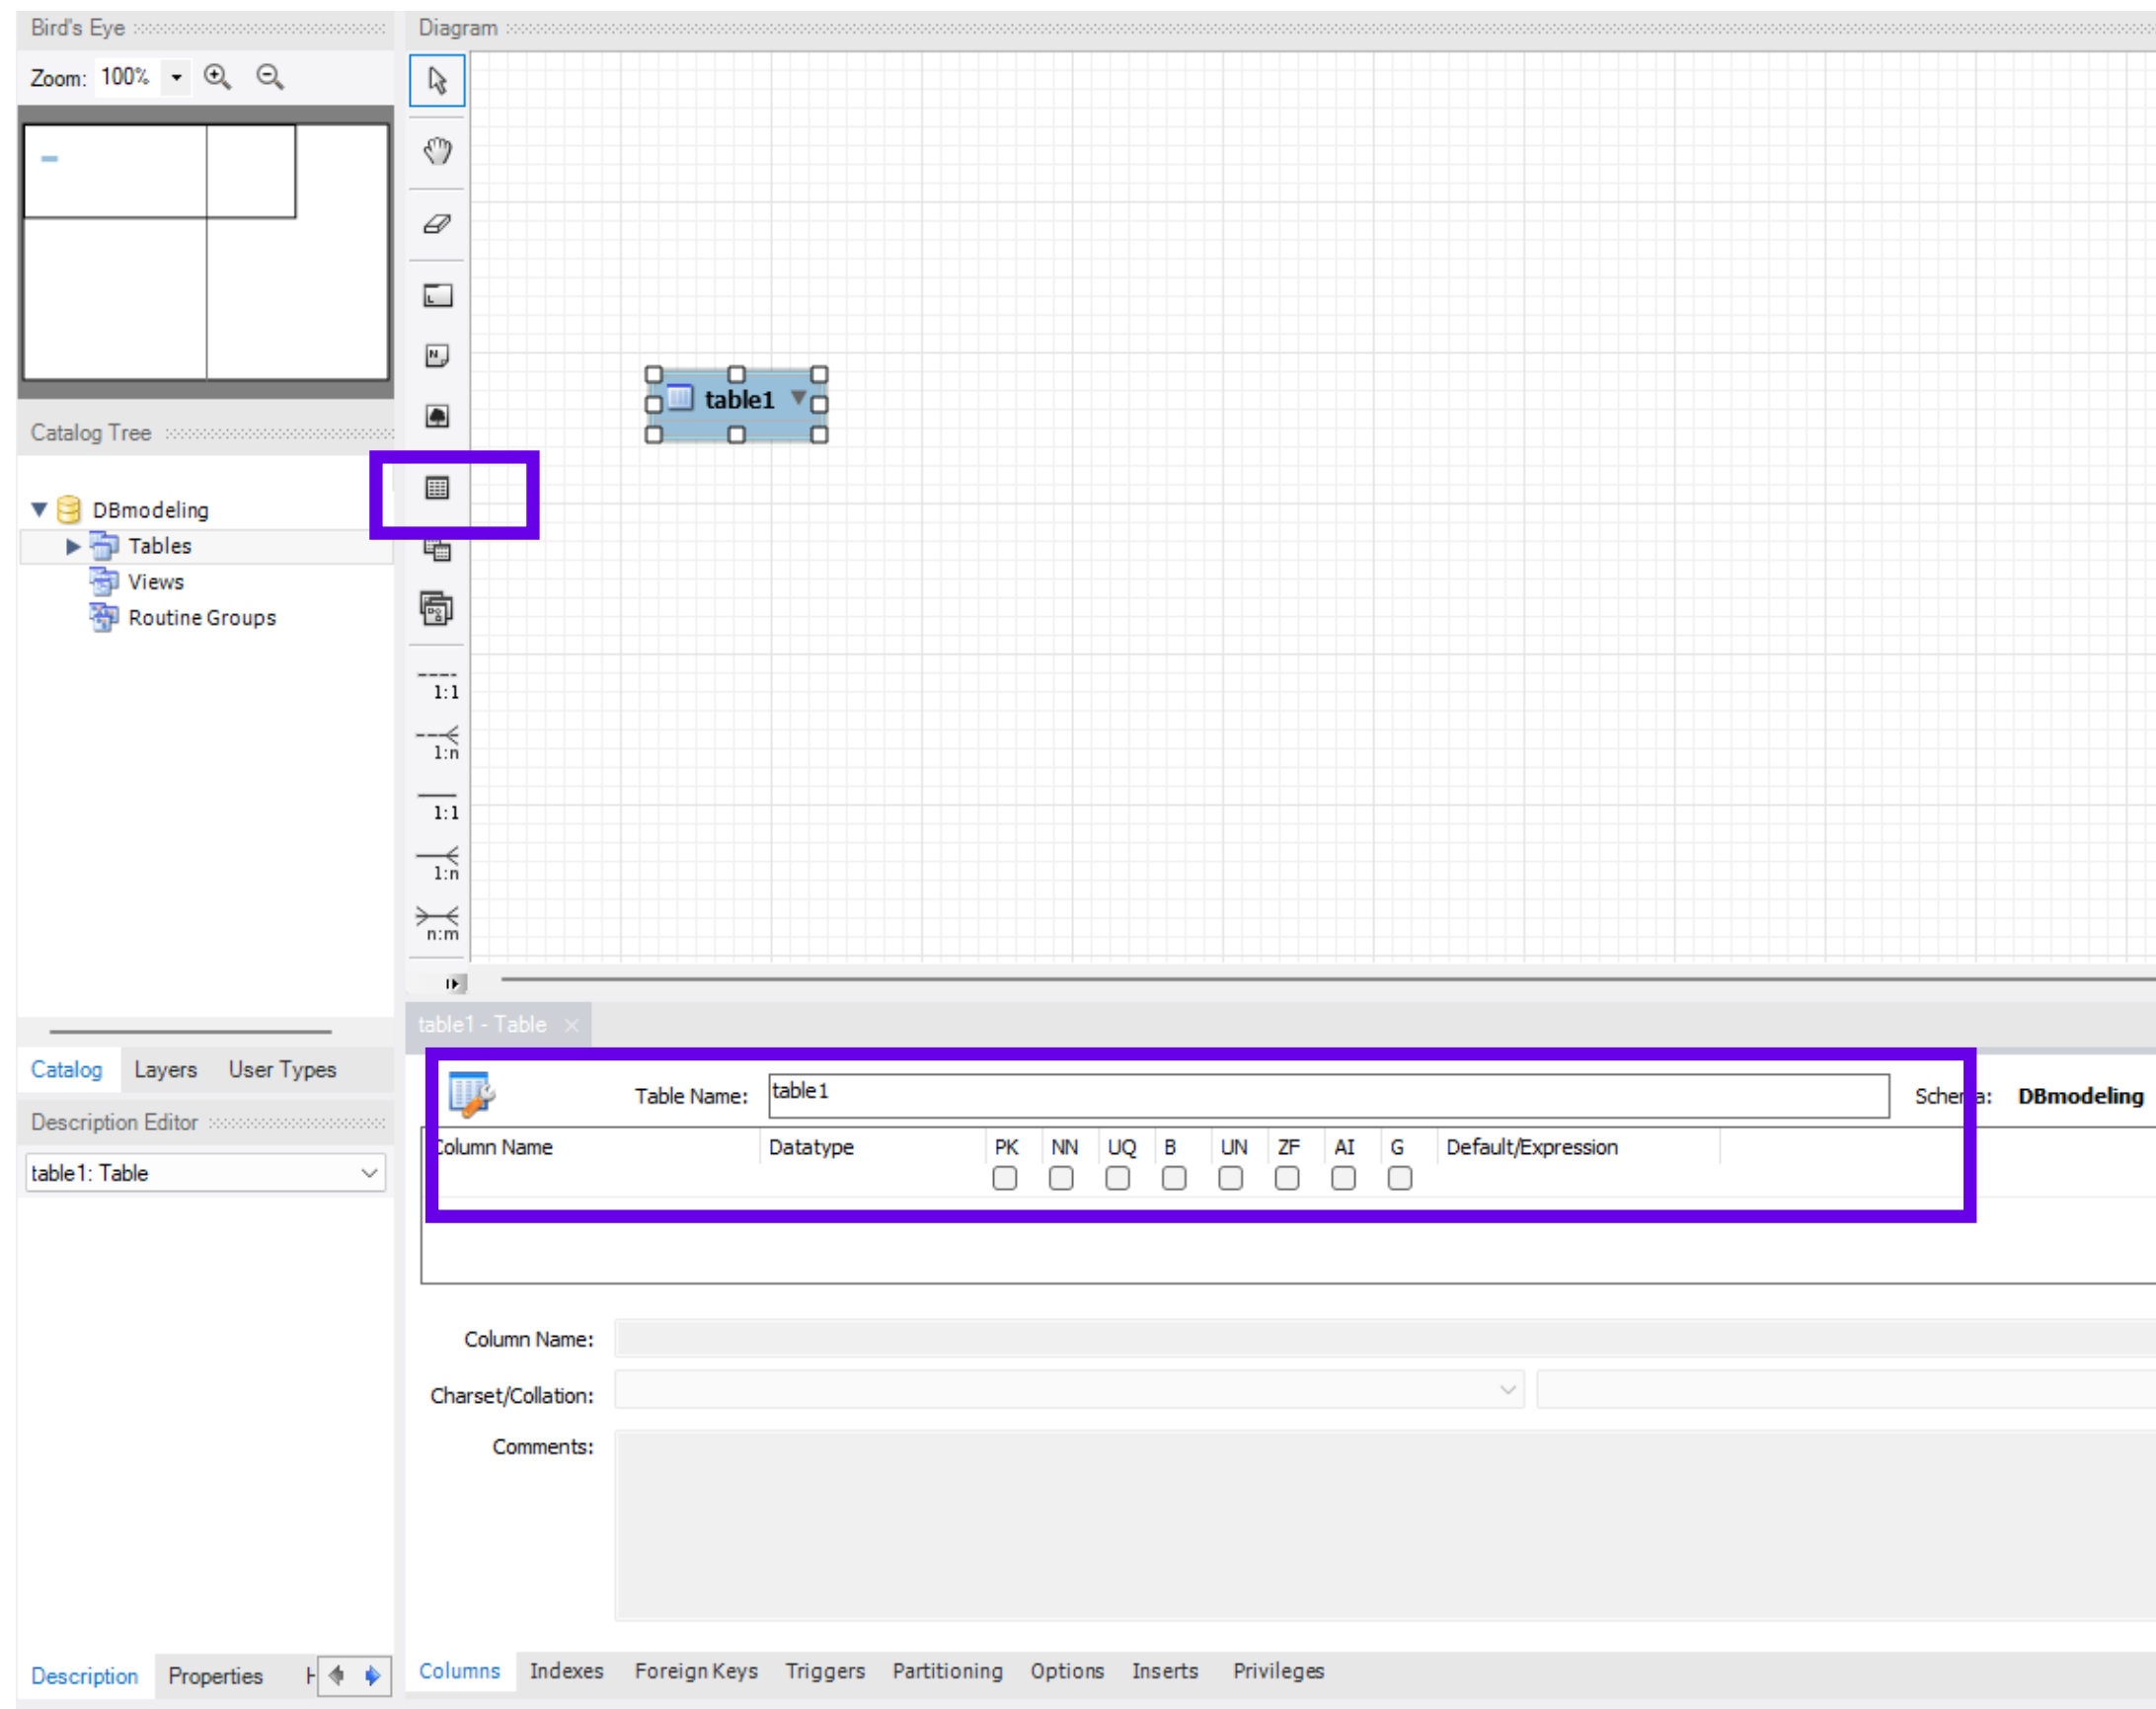 Bird's Eye
Zoom: 100%
Catalog Tree
DBmodeling
Tables
Views
Routine Groups
Catalog Layers User Types
Description Editor
table1: Table
Description Properties H
Diagram
N
table1
1:1
1:n
1:1
1:n
n:m
table1 - Table
Table Name: table1 Schema: DBmodeling
Column Name Datatype PK NN UQ B UN ZF AI G Default/Expression
Column Name:
Charset/Collation:
Comments:
Columns Indexes Foreign Keys Triggers Partitioning Options Inserts Privileges